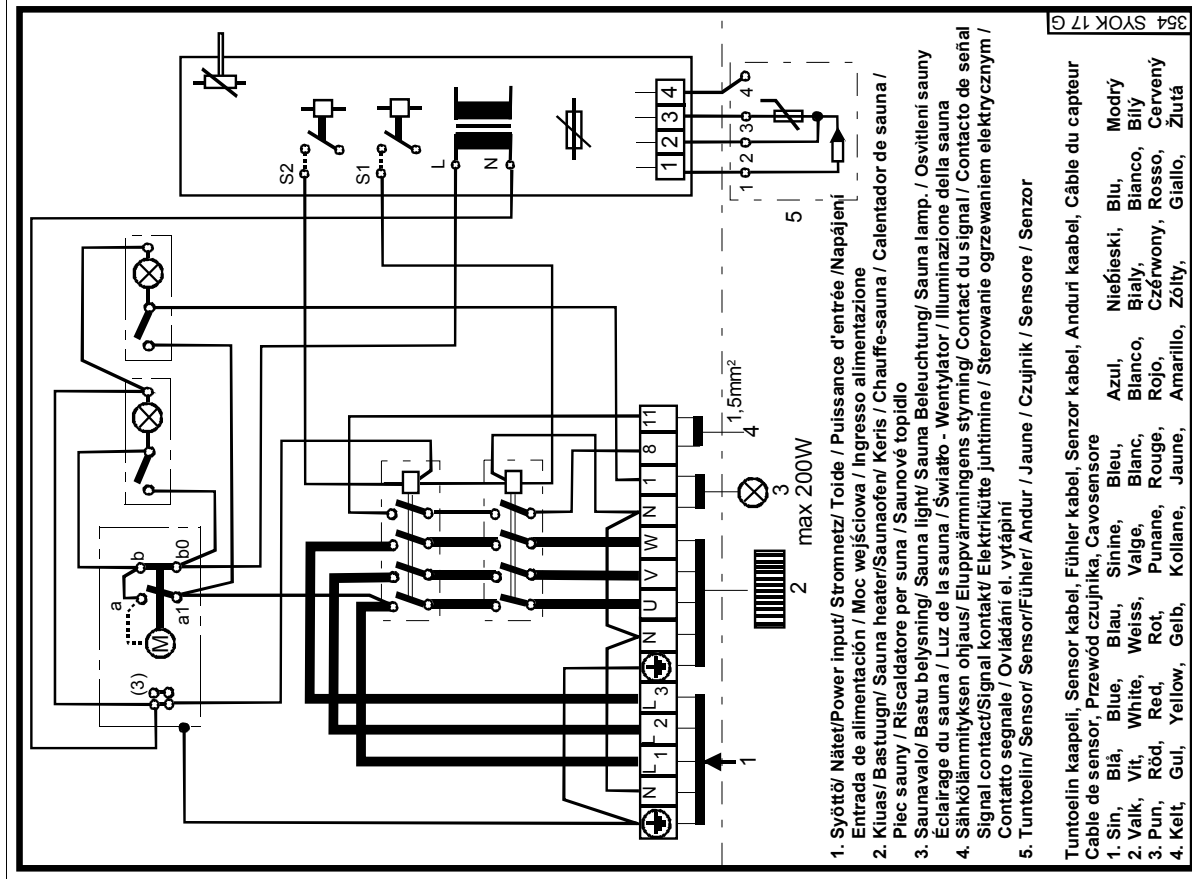 S2
S1
L
N
4
3
2
1
4
3
2
1
5
(3)
M
a
a1
b
b0
N
L 1
L 2
L 3
N
U
V
W
N
1
8
11
1
2
3
max 200W
4
1,5mm²
1. Syöttö/ Nätet/Power input/ Stromnetz/ Toide / Puissance d'entrée /Napájení
Entrada de alimentación / Moc wejściowa / Ingresso alimentazione
2. Kiuas/ Bastuugn/ Sauna heater/Saunaofen/ Keris / Chauffe-sauna / Calentador de sauna /
Piec sauny / Riscaldatore per suna / Saunové topidlo
3. Saunavalo/ Bastu belysning/ Sauna light/ Sauna Beleuchtung/ Sauna lamp. / Osvitlení sauny
Éclairage du sauna / Luz de la sauna / Światło - Wentylator / Illuminazione della sauna
4. Sähkölämmityksen ohjaus/ Eluppvärmningens styrning/ Contact du signal / Contacto de señal
Signal contact/Signal kontakt/ Elektrikütte juhtimine / Sterowanie ogrzewaniem elektrycznym /
Contatto segnale / Ovládání el. vytápiní
5. Tuntoelin/ Sensor/ Sensor/Fühler/ Andur / Jaune / Czujnik / Sensore / Senzor
Tuntoelin kaapeli, Sensor kabel, Fühler kabel, Senzor kabel, Anduri kaabel, Câble du capteur
Cable de sensor, Przewód czujnika, Cavosensore
1. Sin, Blå, Blue, Blau, Sinine, Bleu, Azul, Niebieski, Blu, Modrý
2. Valk, Vit, White, Weiss, Valge, Blanc, Blanco, Bialy, Bianco, Bílý
3. Pun, Röd, Red, Rot, Punane, Rouge, Rojo, Czérwony, Rosso, Cervený
4. Kelt, Gul, Yellow, Gelb, Kollane, Jaune, Amarillo, Zólty, Giallo, Žlutá
354 SYOK 17 G